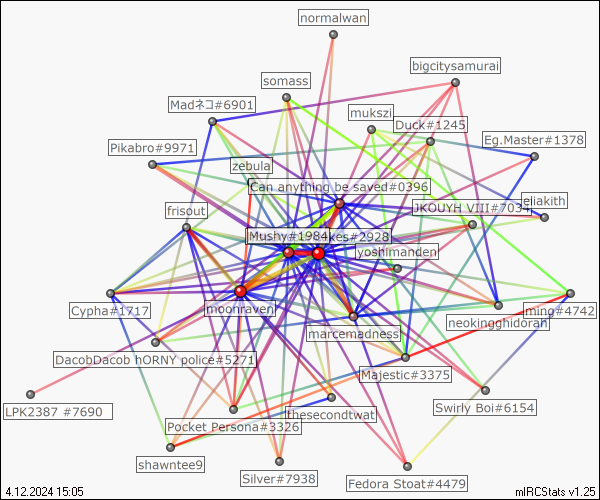 normalwan
bigcitysamurai
somass
Madネコ#6901
mukszi
Duck#1245
Eg.Master#1378
Pikabro#9971
zebula
Can anything be saved#0396
eliakith
frisout
JKOUYH VIII#7034
Mushy#1984
kes#2928
yoshimanden
Cypha#1717
moonraven
ming#4742
neokingghidorah
marcemadness
DacobDacob hORNY police#5271
Majestic#3375
LPK2387 #7690
thesecondtwat
Swirly Boi#6154
Pocket Persona#3326
shawntee9
Silver#7938
Fedora Stoat#4479
4.12.2024 15:05
mIRCStats v1.25